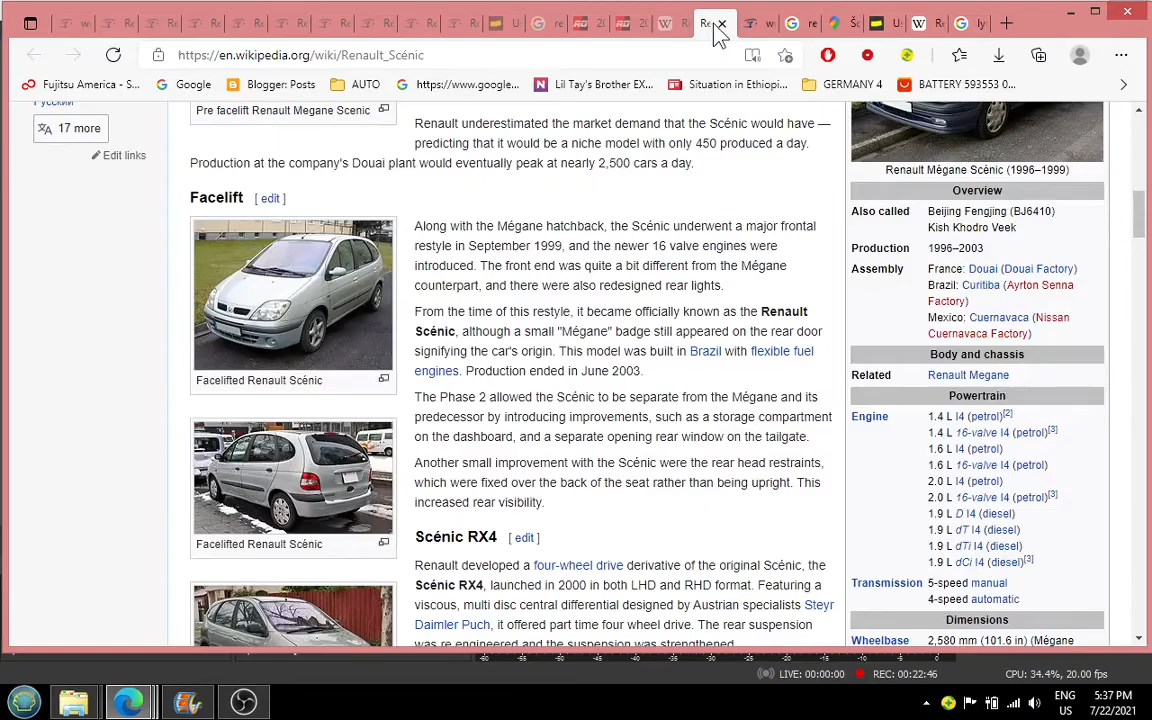 https://en.wikipedia.org/wiki/Renault_Scénic
Fujitsu America - S...
Google
Blogger: Posts
AUTO
https://www.google...
Lil Tay's Brother EX...
Situation in Ethiopi...
GERMANY 4
BATTERY 593553 0...
Русский
17 more
Edit links
Pre facelift Renault Megane Scenic
Renault underestimated the market demand that the Scénic would have —
predicting that it would be a niche model with only 450 produced a day.
Production at the company's Douai plant would eventually peak at nearly 2,500 cars a day.
Facelift [ edit ]
Facelifted Renault Scénic
Along with the Mégane hatchback, the Scénic underwent a major frontal
restyle in September 1999, and the newer 16 valve engines were
introduced. The front end was quite a bit different from the Mégane
counterpart, and there were also redesigned rear lights.
From the time of this restyle, it became officially known as the Renault
Scénic, although a small "Mégane" badge still appeared on the rear door
signifying the car's origin. This model was built in Brazil with flexible fuel
engines. Production ended in June 2003.
The Phase 2 allowed the Scénic to be separate from the Mégane and its
predecessor by introducing improvements, such as a storage compartment
on the dashboard, and a separate opening rear window on the tailgate.
Facelifted Renault Scénic
Another small improvement with the Scénic were the rear head restraints,
which were fixed over the back of the seat rather than being upright. This
increased rear visibility.
Scénic RX4 [ edit ]
Renault developed a four-wheel drive derivative of the original Scénic, the
Scénic RX4, launched in 2000 in both LHD and RHD format. Featuring a
viscous, multi disc central differential designed by Austrian specialists Steyr
Daimler Puch, it offered part time four wheel drive. The rear suspension
was re engineered and the suspension was strengthened.
Renault Mégane Scénic (1996–1999)
Overview
Also called Beijing Fengjing (BJ6410)
Kish Khodro Veek
Production 1996–2003
Assembly France: Douai (Douai Factory)
Brazil: Curitiba (Ayrton Senna
Factory)
Mexico: Cuernavaca (Nissan
Cuernavaca Factory)
Body and chassis
Related Renault Megane
Powertrain
Engine 1.4 L I4 (petrol)[2]
1.4 L 16-valve I4 (petrol)[3]
1.6 L I4 (petrol)
1.6 L 16-valve I4 (petrol)
2.0 L I4 (petrol)
2.0 L 16-valve I4 (petrol)[3]
1.9 L D I4 (diesel)
1.9 L dT I4 (diesel)
1.9 L dTi I4 (diesel)
1.9 L dCi I4 (diesel)[3]
Transmission 5-speed manual
4-speed automatic
Dimensions
Wheelbase 2,580 mm (101.6 in) (Mégane
-60 -55 -50 -45 -40 -35 -30 -25 -20 -15 -10 -5 0
LIVE: 00:00:00
REC: 00:22:46
CPU: 34.4%, 20.00 fps
ENG
US
5:37 PM
7/22/2021